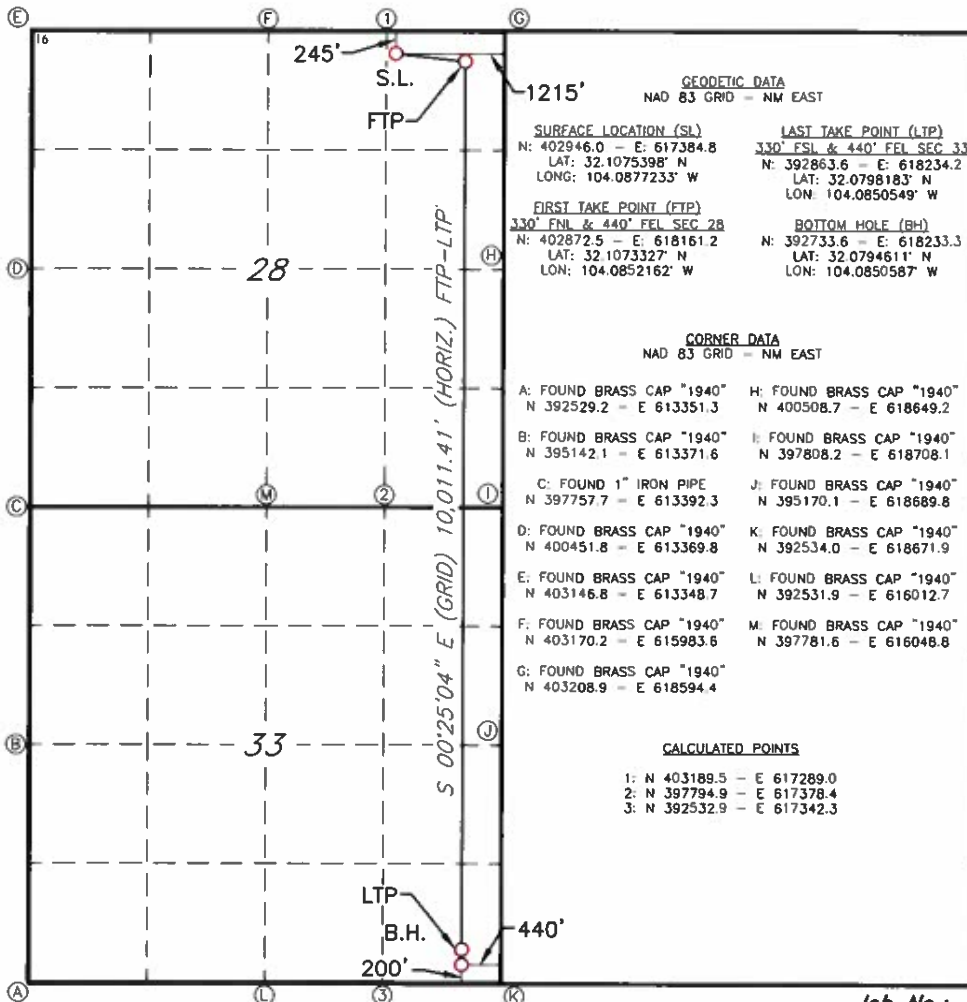 E
F
1
G
16
245'
S.L.
FTP
1215'
D
28
H
S 00°25'04" E (GRID) 10,011.41' (HORIZ.) FTP-LTP
C
M
2
I
B
33
J
LTP
B.H.
440'
200'
A
L
3
K
GEODETIC DATA
NAD 83 GRID - NM EAST
SURFACE LOCATION (SL)
N: 402946.0 - E: 617384.8
LAT: 32.1075398° N
LONG: 104.0877233° W
FIRST TAKE POINT (FTP)
330' FNL & 440' FEL SEC 28
N: 402872.5 - E: 618161.2
LAT: 32.1073327° N
LON: 104.0852162° W
LAST TAKE POINT (LTP)
330' FSL & 440' FEL SEC 33
N: 392863.6 - E: 618234.2
LAT: 32.0798183° N
LON: 104.0850549° W
BOTTOM HOLE (BH)
N: 392733.6 - E: 618233.3
LAT: 32.0794611° N
LON: 104.0850587° W
CORNER DATA
NAD 83 GRID - NM EAST
A: FOUND BRASS CAP "1940"
N 392529.2 - E 613351.3
B: FOUND BRASS CAP "1940"
N 395142.1 - E 613371.6
C: FOUND 1" IRON PIPE
N 397757.7 - E 613392.3
D: FOUND BRASS CAP "1940"
N 400451.8 - E 613369.8
E: FOUND BRASS CAP "1940"
N 403146.8 - E 613348.7
F: FOUND BRASS CAP "1940"
N 403170.2 - E 615983.6
G: FOUND BRASS CAP "1940"
N 403208.9 - E 618594.4
H: FOUND BRASS CAP "1940"
N 400508.7 - E 618649.2
I: FOUND BRASS CAP "1940"
N 397808.2 - E 618708.1
J: FOUND BRASS CAP "1940"
N 395170.1 - E 618689.8
K: FOUND BRASS CAP "1940"
N 392534.0 - E 618671.9
L: FOUND BRASS CAP "1940"
N 392531.9 - E 616012.7
M: FOUND BRASS CAP "1940"
N 397781.6 - E 616048.8
CALCULATED POINTS
1: N 403189.5 - E 617289.0
2: N 397794.9 - E 617378.4
3: N 392532.9 - E 617342.3